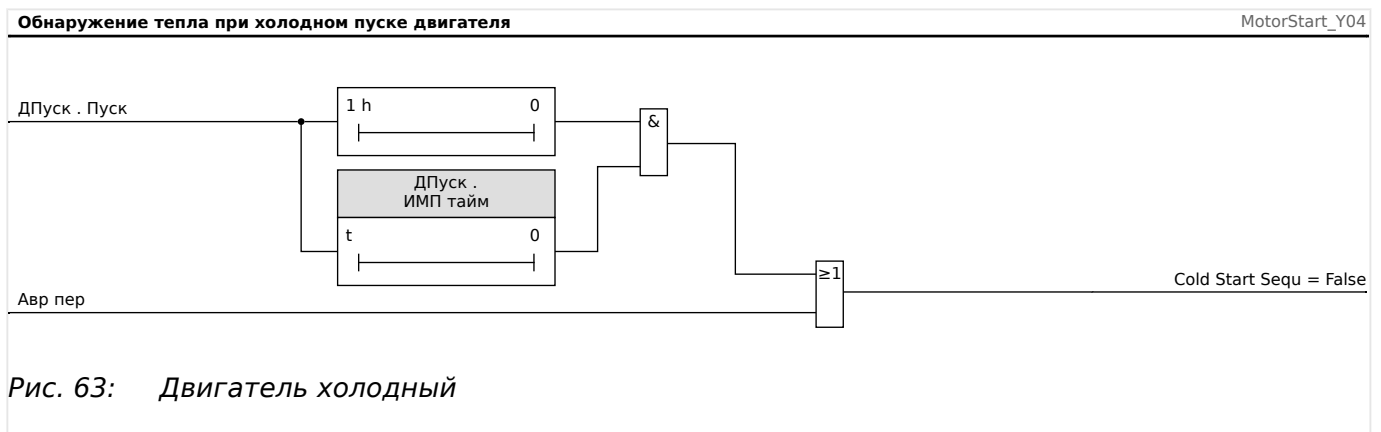 Обнаружение тепла при холодном пуске двигателя
MotorStart_Y04
ДПуск . Пуск
1 h 0
&
ДПуск .
ИМП тайм
t 0
≥1
Cold Start Sequ = False
Авр пер
Рис. 63: Двигатель холодный